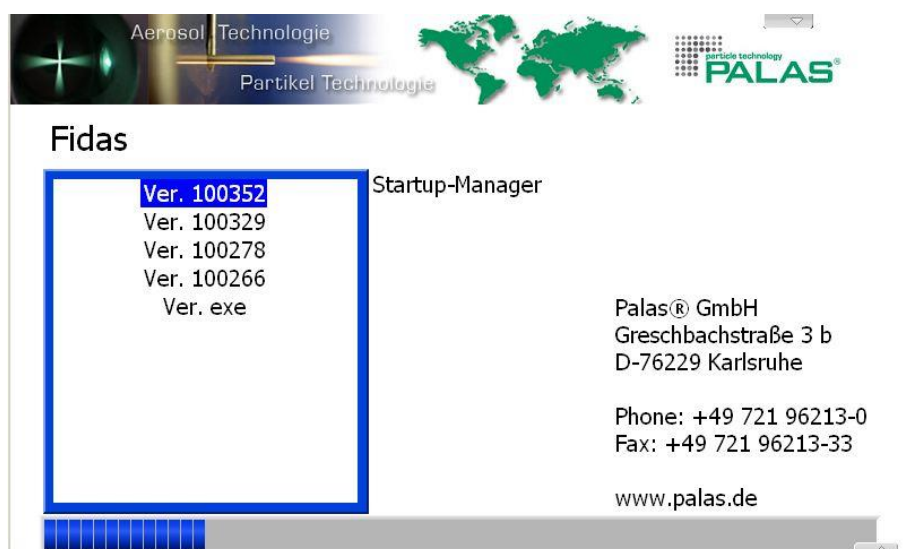 Aerosol Technologie
Partikel Technologie
particle technology
PALAS®
Fidas
Startup-Manager
Ver. 100352
Ver. 100329
Ver. 100278
Ver. 100266
Ver. exe
Palas® GmbH
Greschbachstraße 3 b
D-76229 Karlsruhe
Phone: +49 721 96213-0
Fax: +49 721 96213-33
www.palas.de